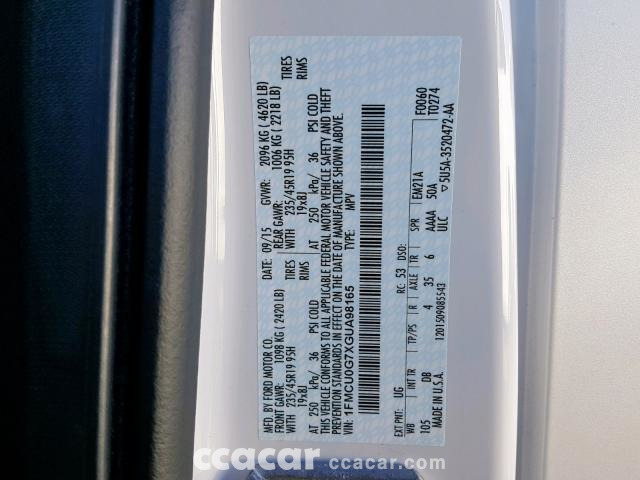 MFD. BY FORD MOTOR CO.
DATE: 09/15 GVWR: 2096 KG ( 4620 LB)
FRONT GAWR: 1098 KG ( 2420 LB) REAR GAWR: 1006 KG ( 2218 LB)
235/45R19 95H TIRES WITH 235/45R19 95H TIRES
19x8J RIMS 19x8J RIMS
AT 250 kPa/ 36 PSI COLD AT 250 kPa/ 36 PSI COLD
THIS VEHICLE CONFORMS TO ALL APPLICABLE FEDERAL MOTOR VEHICLE SAFETY AND THEFT
PREVENTION STANDARDS IN EFFECT ON THE DATE OF MANUFACTURE SHOWN ABOVE.
VIN: 1FMCU0G7XGUA98165 TYPE: MPV
F0060
T0274
EXT PNT: UG RC: 53 DSO:
WB INT TR TP/PS R AXLE TR SPR EM21A
105 DB 4 35 6 AAAA 50A
MADE IN U.S.A. 1201509085543 ULC ▽ 5U5A-3520472-AA
ccacar ccacar.com